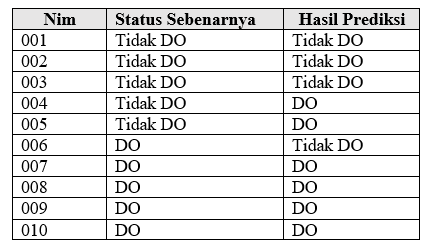 Nim Status Sebenarnya Hasil Prediksi
001 Tidak DO Tidak DO
002 Tidak DO Tidak DO
003 Tidak DO Tidak DO
004 Tidak DO DO
005 Tidak DO DO
006 DO Tidak DO
007 DO DO
008 DO DO
009 DO DO
010 DO DO